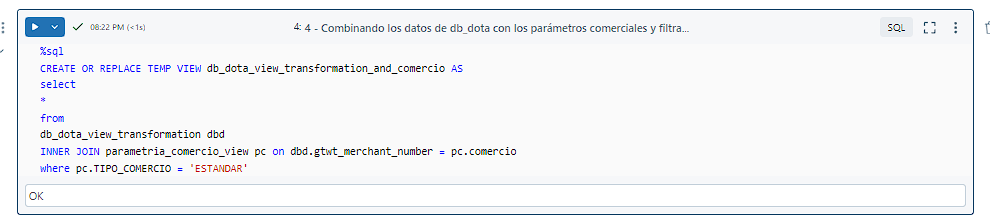 08:22 PM (<1s)
4: 4 - Combinando los datos de db_dota con los parámetros comerciales y filtra...
SQL
%sql
CREATE OR REPLACE TEMP VIEW db_dota_view_transformation_and_comercio AS
select
*
from
db_dota_view_transformation dbd
INNER JOIN parametria_comercio_view pc on dbd.gtwt_merchant_number = pc.comercio
where pc.TIPO_COMERCIO = 'ESTANDAR'
OK